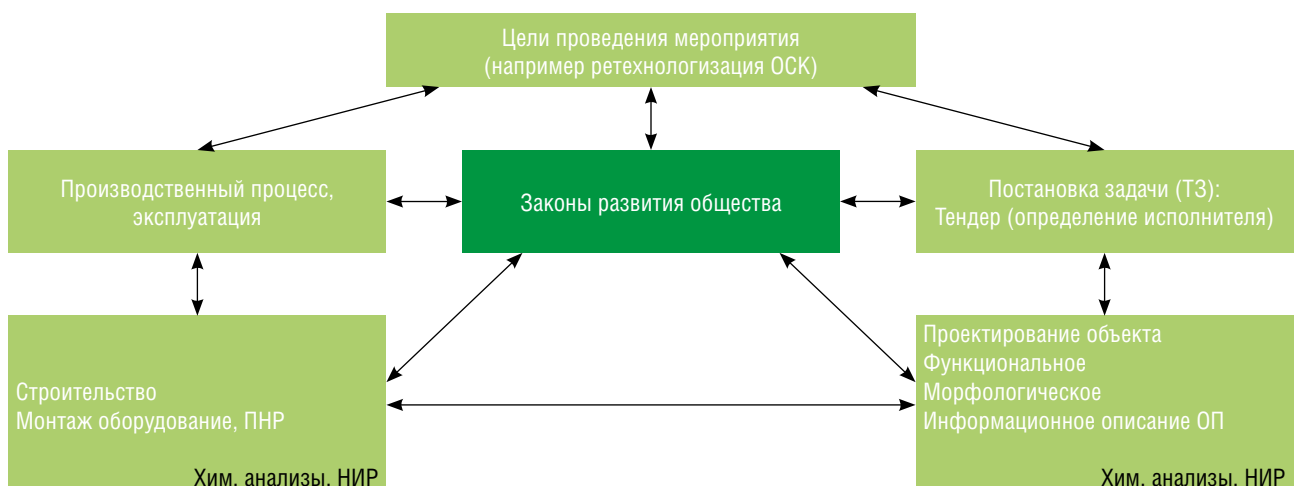 Цели проведения мероприятия
(например ретехнологизация ОСК)
Производственный процесс,
эксплуатация
Законы развития общества
Постановка задачи (ТЗ):
Тендер (определение исполнителя)
Строительство
Монтаж оборудование, ПНР
Хим. анализы. НИР
Проектирование объекта
Функциональное
Морфологическое
Информационное описание ОП
Хим. анализы. НИР